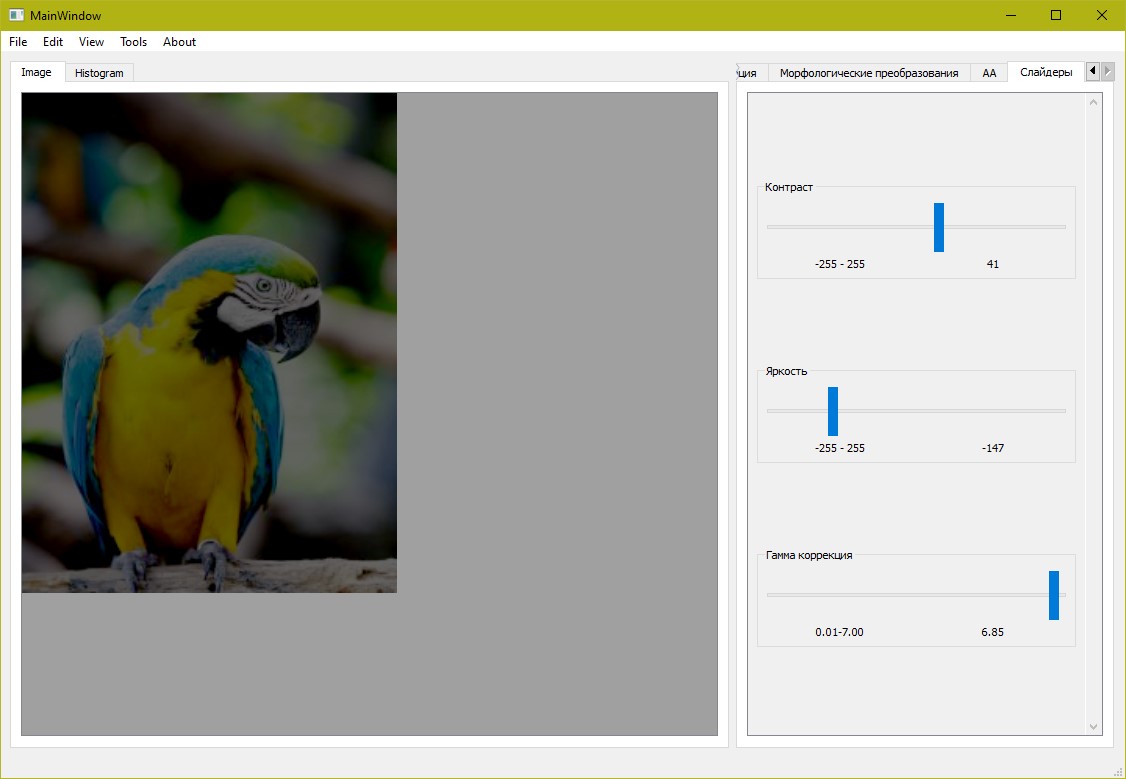 MainWindow
File Edit View Tools About
Image Histogram
Морфологические преобразования АА Слайдеры
Контраст
-255 - 255 41
Яркость
-255 - 255 -147
Гамма коррекция
0.01-7.00 6.85